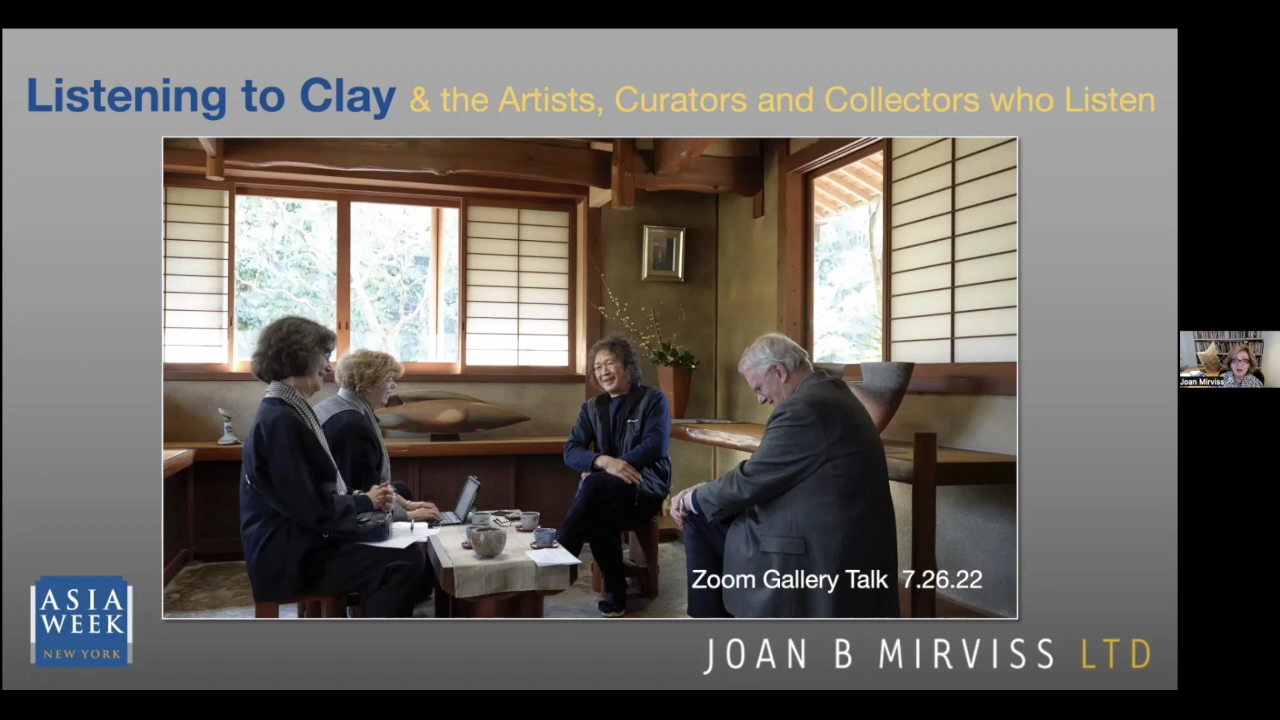 Listening to Clay & the Artists, Curators and Collectors who Listen
Joan Mirviss
Zoom Gallery Talk 7.26.22
ASIA
WEEK
NEW YORK
JOAN B MIRVISS LTD